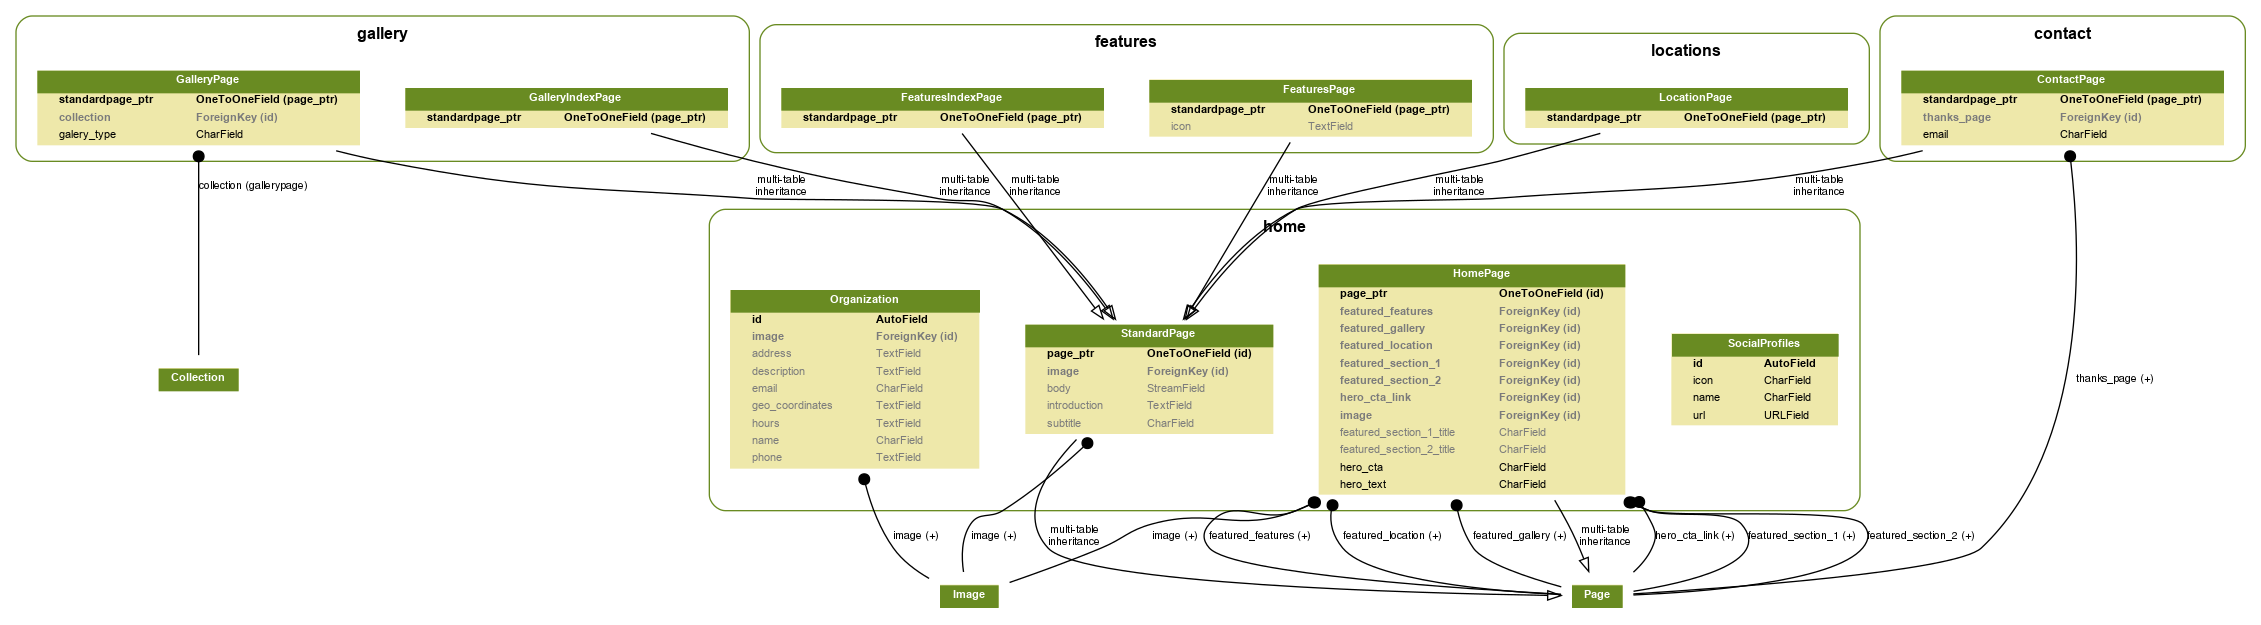 gallery
GalleryPage
standardpage_ptr OneToOneField (page_ptr)
collection ForeignKey (id)
galery_type CharField
GalleryIndexPage
standardpage_ptr OneToOneField (page_ptr)
features
FeaturesIndexPage
standardpage_ptr OneToOneField (page_ptr)
FeaturesPage
standardpage_ptr OneToOneField (page_ptr)
icon TextField
locations
LocationPage
standardpage_ptr OneToOneField (page_ptr)
contact
ContactPage
standardpage_ptr OneToOneField (page_ptr)
thanks_page ForeignKey (id)
email CharField
collection (gallerypage)
multi-table
inheritance
multi-table
inheritance
multi-table
inheritance
multi-table
inheritance
multi-table
inheritance
multi-table
inheritance
home
Organization
id AutoField
image ForeignKey (id)
address TextField
description TextField
email CharField
geo_coordinates TextField
hours TextField
name CharField
phone TextField
StandardPage
page_ptr OneToOneField (id)
image ForeignKey (id)
body StreamField
introduction TextField
subtitle CharField
HomePage
page_ptr OneToOneField (id)
featured_features ForeignKey (id)
featured_gallery ForeignKey (id)
featured_location ForeignKey (id)
featured_section_1 ForeignKey (id)
featured_section_2 ForeignKey (id)
hero_cta_link ForeignKey (id)
image ForeignKey (id)
featured_section_1_title CharField
featured_section_2_title CharField
hero_cta CharField
hero_text CharField
SocialProfiles
id AutoField
icon CharField
name CharField
url URLField
Collection
thanks_page (+)
image (+)
image (+)
multi-table
inheritance
image (+)
featured_features (+)
featured_location (+)
featured_gallery (+)
multi-table
inheritance
hero_cta_link (+)
featured_section_1 (+)
featured_section_2 (+)
Image
Page